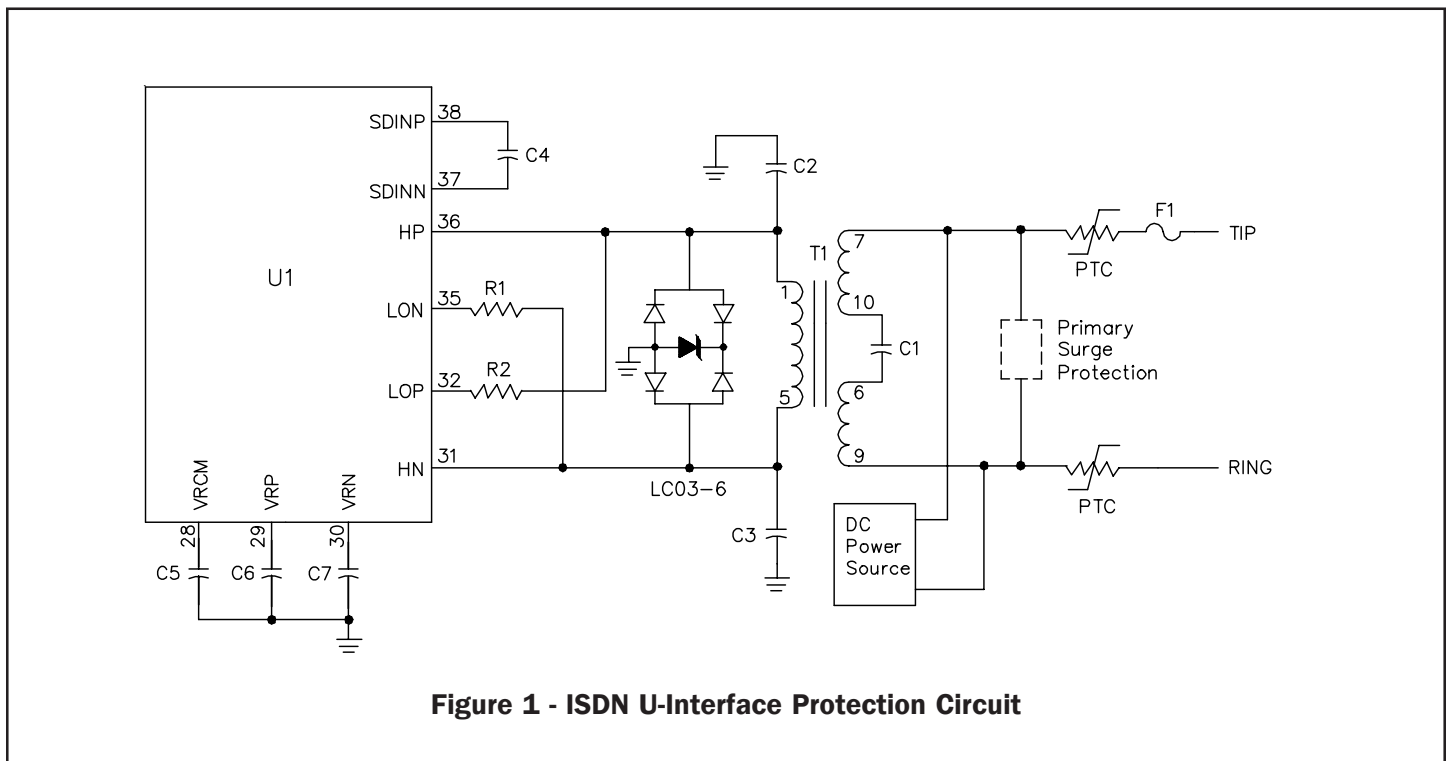 38
SDINP
C4
C2
37
SDINN
36
HP
F1
TIP
7
T1
PTC
U1
1
35
LON
R1
10
C1
Primary
Surge
Protection
32
LOP
R2
5
6
31
HN
9
RING
LC03-6
PTC
VRCM
VRP
VRN
28
29
30
C3
DC
Power
Source
C5
C6
C7
Figure 1 - ISDN U-Interface Protection Circuit